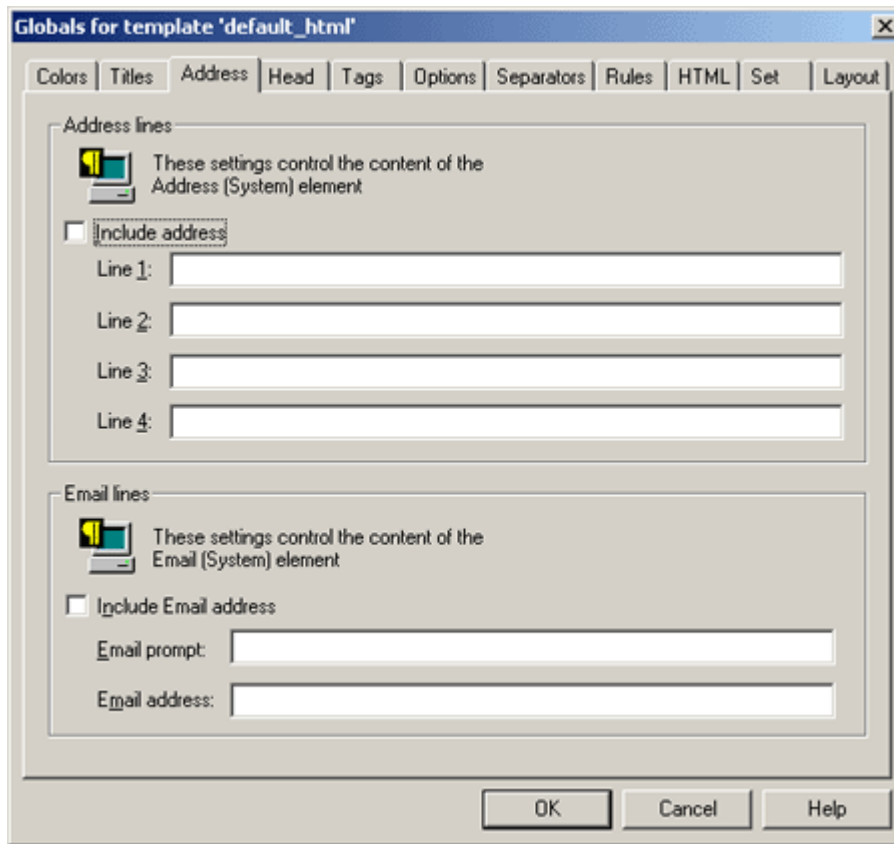 Globals for template 'default_html'
Colors Titles Address Head Tags Options Separators Rules HTML Set Layout
Address lines
These settings control the content of the
Address (System) element
Include address
Line 1:
Line 2:
Line 3:
Line 4:
Email lines
These settings control the content of the
Email (System) element
Include Email address
Email prompt:
Email address:
OK Cancel Help